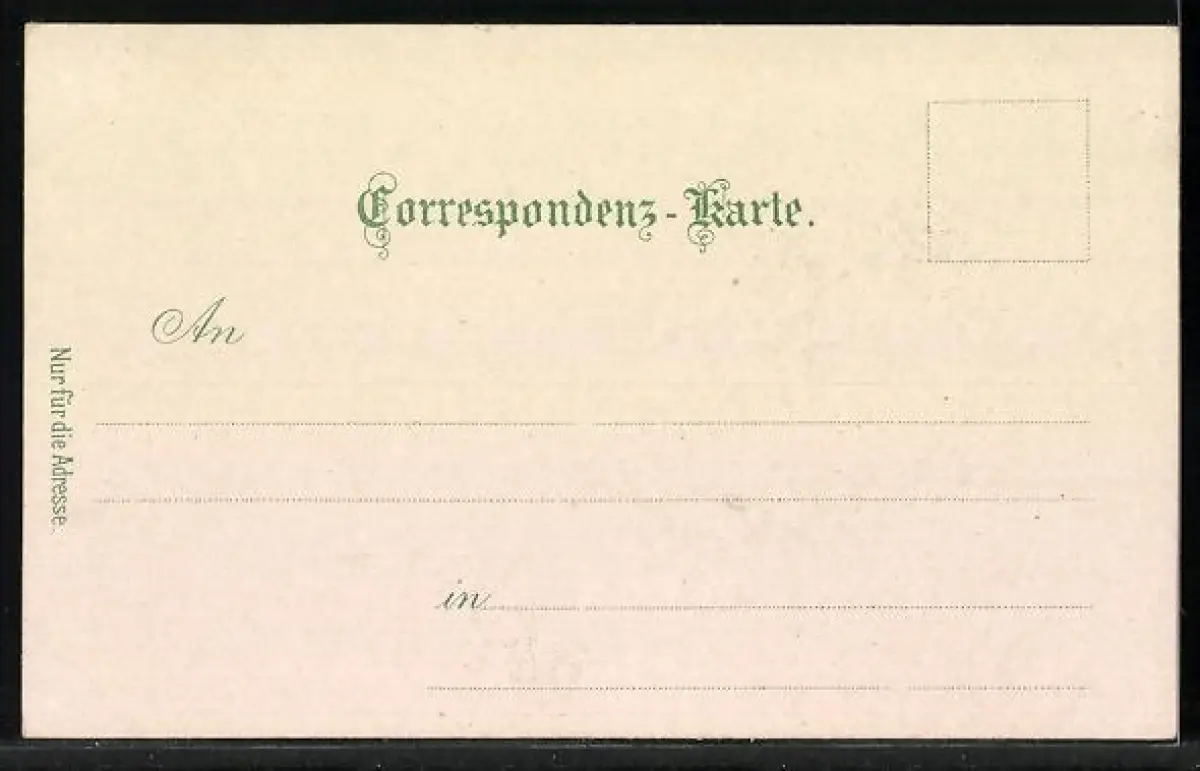 Correspondenz-Karte.
An
Nur für die Adresse.
in